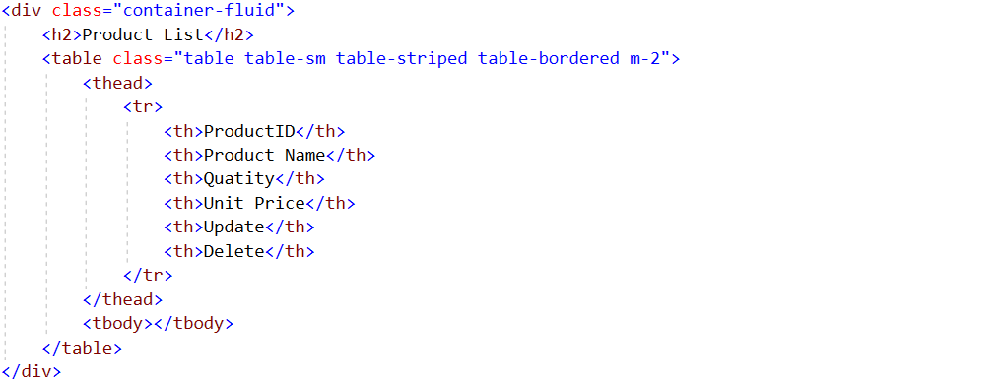 <div class="container-fluid">
<h2>Product List</h2>
<table class="table table-sm table-striped table-bordered m-2">
<thead>
<tr>
<th>ProductID</th>
<th>Product Name</th>
<th>Quatity</th>
<th>Unit Price</th>
<th>Update</th>
<th>Delete</th>
</tr>
</thead>
<tbody></tbody>
</table>
</div>